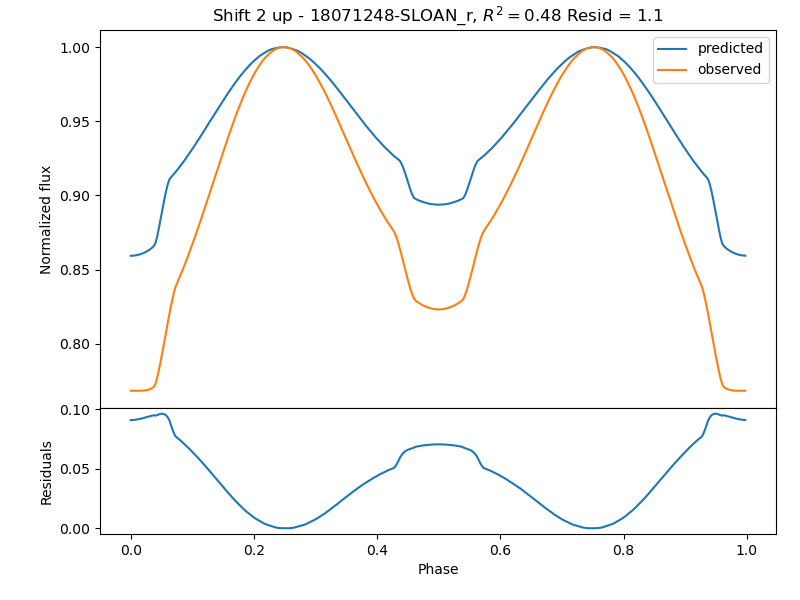 Shift 2 up - 18071248-SLOAN_r, R² = 0.48 Resid = 1.1
predicted
observed
1.00
0.95
0.90
0.85
0.80
Normalized flux
0.10
0.05
0.00
Residuals
0.0 0.2 0.4 0.6 0.8 1.0
Phase